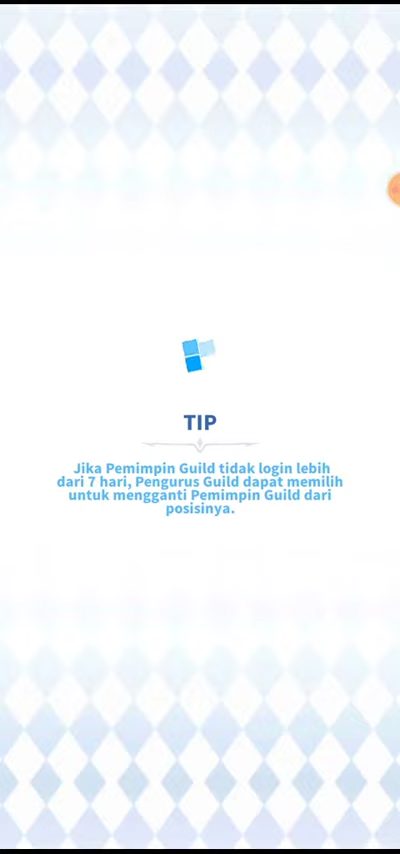 TIP
Jika Pemimpin Guild tidak login lebih
dari 7 hari, Pengurus Guild dapat memilih
untuk mengganti Pemimpin Guild dari
posisinya.